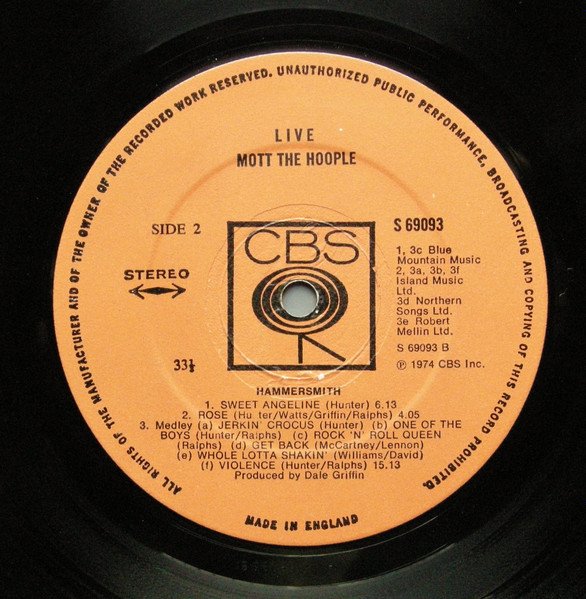 ALL RIGHTS OF THE MANUFACTURER AND OF THE OWNER OF THE RECORDED WORK RESERVED. UNAUTHORIZED PUBLIC PERFORMANCE, BROADCASTING AND COPYING OF THIS RECORD PROHIBITED.
LIVE
MOTT THE HOOPLE
SIDE 2
S 69093
CBS
STEREO
1, 3c Blue
Mountain Music
2, 3a, 3b, 3f
Island Music
Ltd.
3d Northern
Songs Ltd.
3e Robert
Mellin Ltd.
S 69093 B
33⅓
℗ 1974 CBS Inc.
HAMMERSMITH
1. SWEET ANGELINE (Hunter) 6.13
2. ROSE (Hu ter/Watts/Griffin/Ralphs) 4.05
3. Medley (a) JERKIN' CROCUS (Hunter) (b) ONE OF THE
BOYS (Hunter/Ralphs) (c) ROCK 'N' ROLL QUEEN
(Ralphs) (d) GET BACK (McCartney/Lennon)
(e) WHOLE LOTTA SHAKIN' (Williams/David)
(f) VIOLENCE (Hunter/Ralphs) 15.13
Produced by Dale Griffin
MADE IN ENGLAND